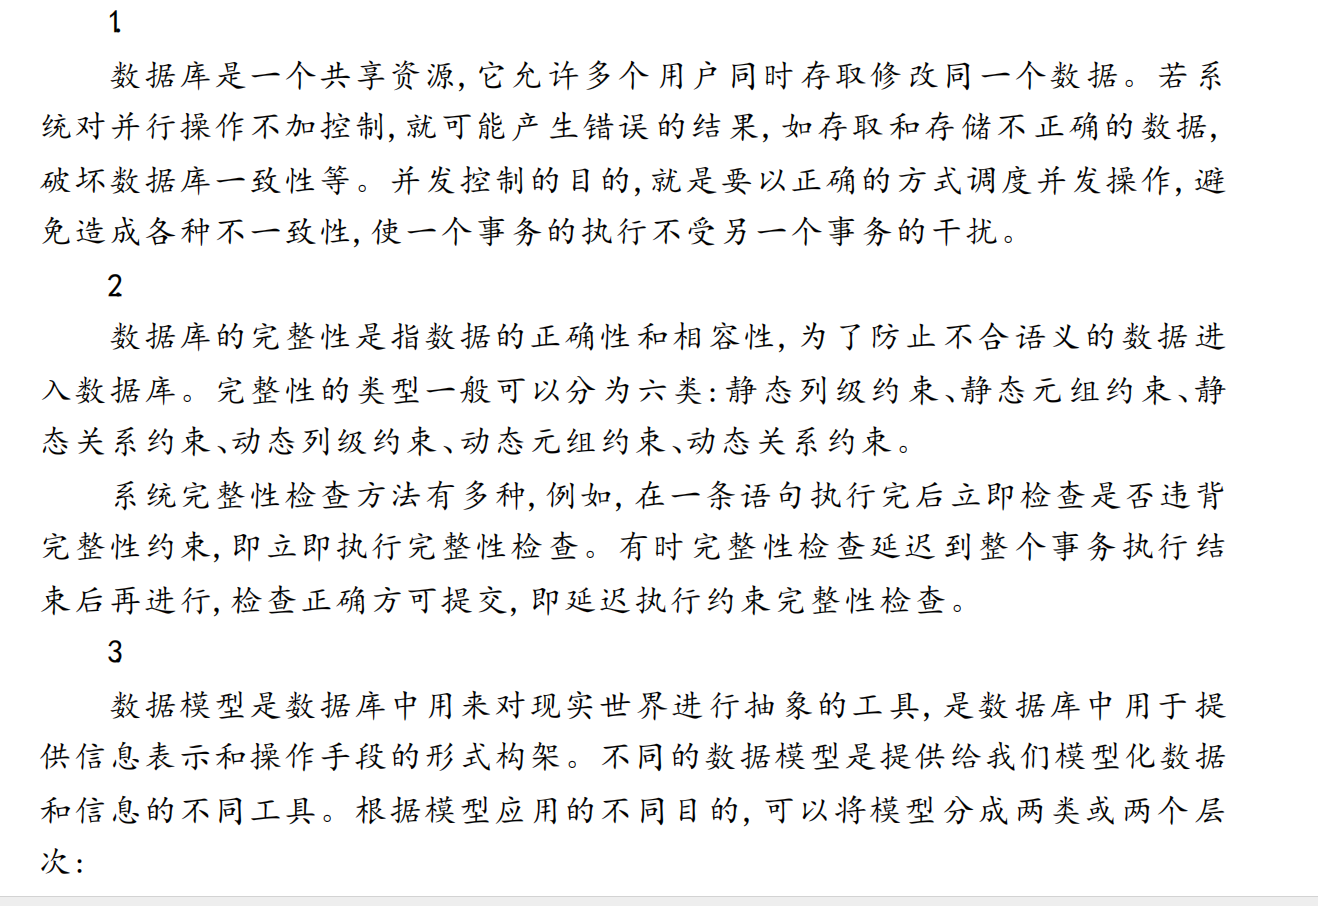 1.
数据库是一个共享资源,它允许多个用户同时存取修改同一个数据。若系
统对并行操作不加控制,就可能产生错误的结果,如存取和存储不正确的数据,
破坏数据库一致性等。并发控制的目的,就是要以正确的方式调度并发操作,避
免造成各种不一致性,使一个事务的执行不受另一个事务的干扰。
2.
数据库的完整性是指数据的正确性和相容性,为了防止不合语义的数据进
入数据库。完整性的类型一般可以分为六类:静态列级约束、静态元组约束、静
态关系约束、动态列级约束、动态元组约束、动态关系约束。
系统完整性检查方法有多种,例如,在一条语句执行完后立即检查是否违背
完整性约束,即立即执行完整性检查。有时完整性检查延迟到整个事务执行结
束后再进行,检查正确方可提交,即延迟执行约束完整性检查。
3.
数据模型是数据库中用来对现实世界进行抽象的工具,是数据库中用于提
供信息表示和操作手段的形式构架。不同的数据模型是提供给我们模型化数据
和信息的不同工具。根据模型应用的不同目的,可以将模型分成两类或两个层
次: